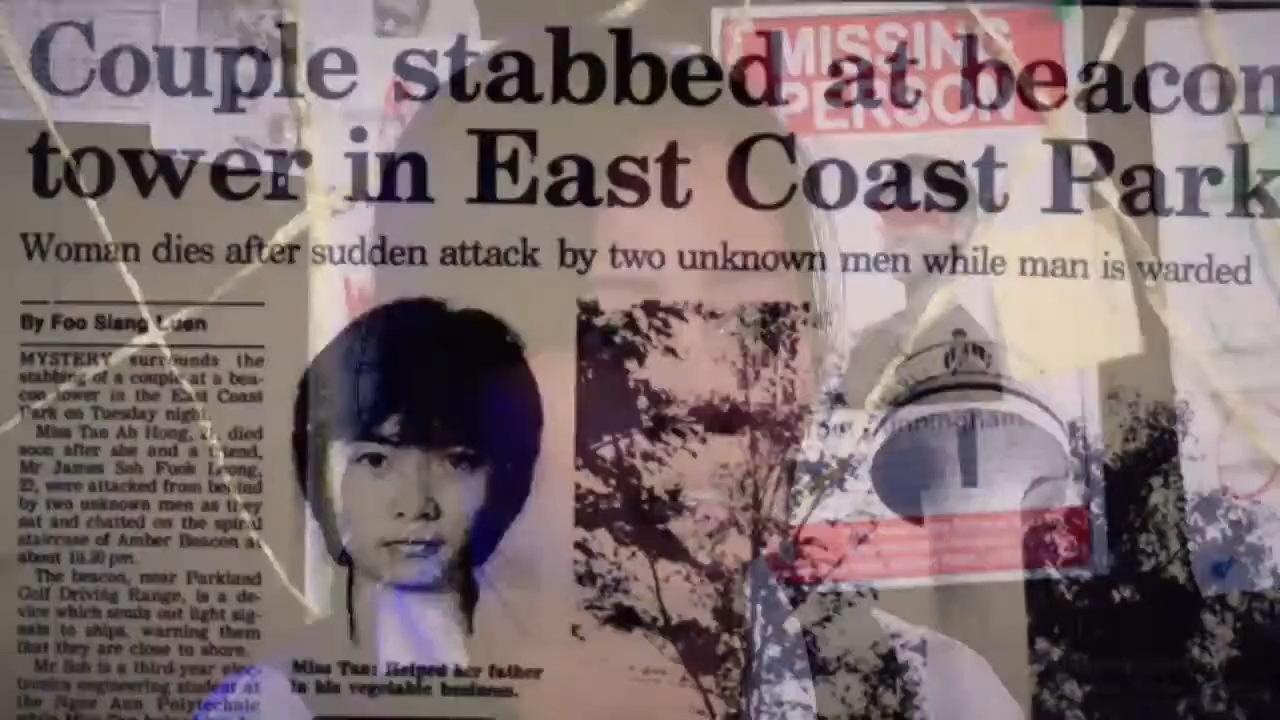 Couple stabbed at beacon
tower in East Coast Park
Woman dies after sudden attack by two unknown men while man is warded
MISSING
PERSON
By Foo Siang Luen
MYSTERY surrounds the
stabbing of a couple at a bea-
con tower in the East Coast
Park on Tuesday night.
Miss Tan Ah Hong, died
soon after she and a friend,
Mr James Soh Fook Leong,
22, were attacked from behind
by two unknown men as they
sat and chatted on the spiral
staircase of Amber Beacon at
about 10.30 pm.
The beacon, near Parkland
Golf Driving Range, is a de-
vice which sends out light sig-
nals to ships, warning them
that they are close to shore.
Mr Soh is a third-year elec-
tronics engineering student at
the Ngee Ann Polytechnic
while Miss Tan helped
Miss Tan: Helped her father
in his vegetable business.